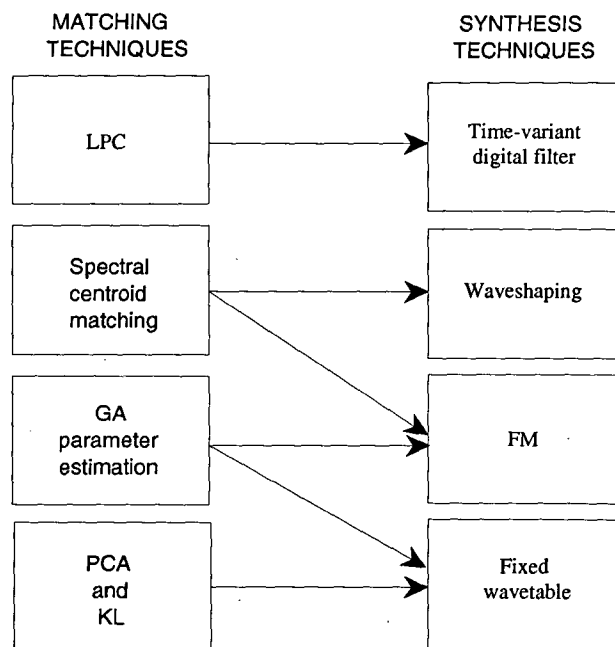 MATCHING
TECHNIQUES
SYNTHESIS
TECHNIQUES
LPC
Time-variant
digital filter
Spectral
centroid
matching
Waveshaping
GA
parameter
estimation
FM
PCA
and
KL
Fixed
wavetable